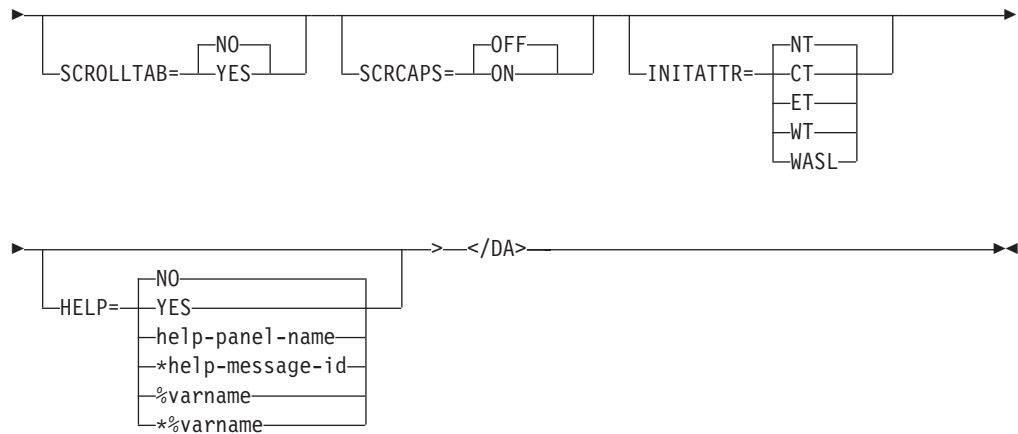 NO
SCROLLTAB= YES
OFF
SCRCAPS= ON
NT
INITATTR= CT
ET
WT
WASL
> </DA>
NO
HELP= YES
help-panel-name
*help-message-id
%varname
*%varname